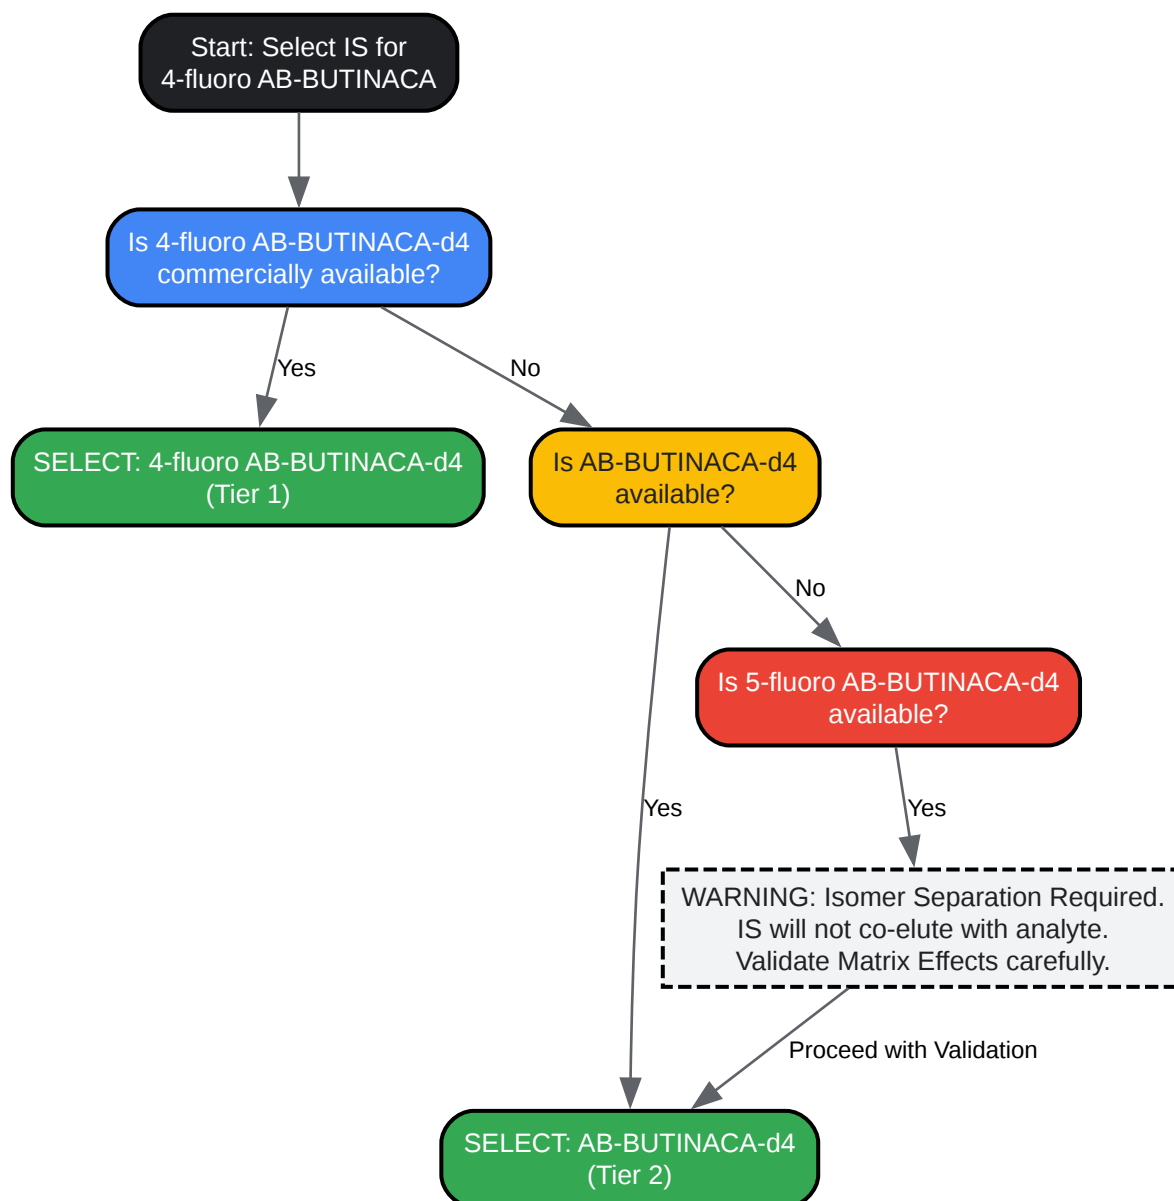 Start: Select IS for
4-fluoro AB-BUTINACA
Is 4-fluoro AB-BUTINACA-d4
commercially available?
Yes
No
SELECT: 4-fluoro AB-BUTINACA-d4
(Tier 1)
Is AB-BUTINACA-d4
available?
No
Is 5-fluoro AB-BUTINACA-d4
available?
Yes
Yes
WARNING: Isomer Separation Required.
IS will not co-elute with analyte.
Validate Matrix Effects carefully.
Proceed with Validation
SELECT: AB-BUTINACA-d4
(Tier 2)